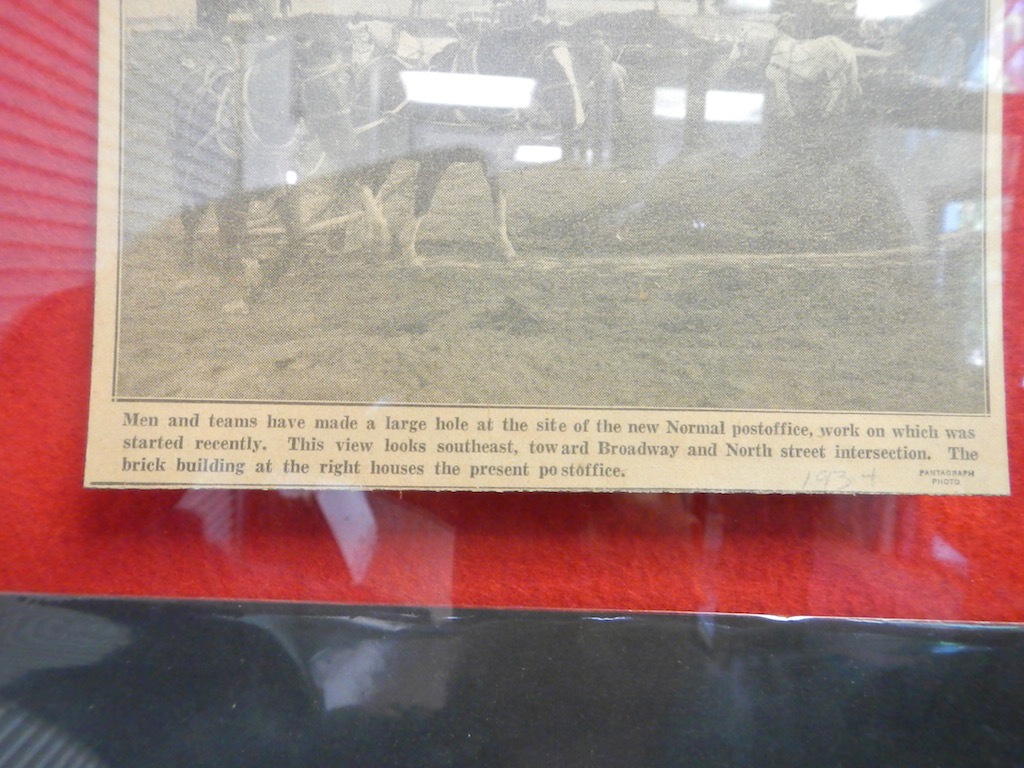 Men and teams have made a large hole at the site of the new Normal postoffice, work on which was
started recently. This view looks southeast, toward Broadway and North street intersection. The
brick building at the right houses the present postoffice.
1934
PANTAGRAPH
PHOTO